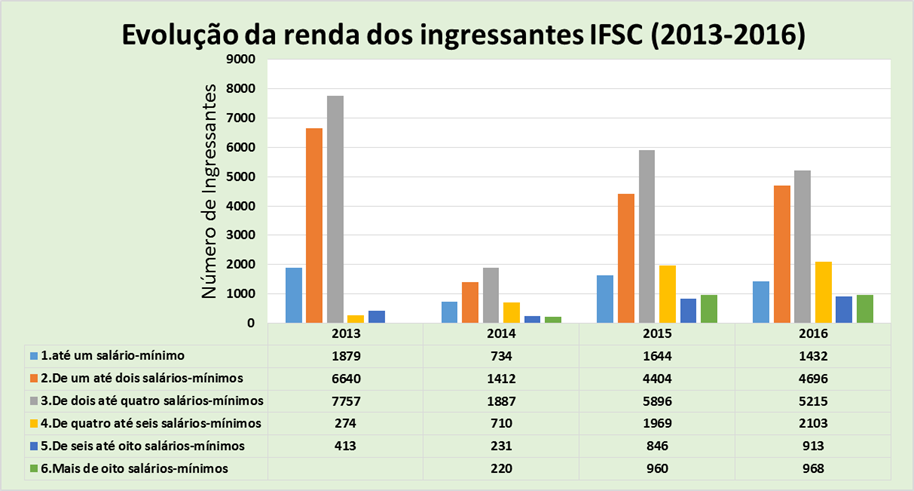 Evolução da renda dos ingressantes IFSC (2013-2016)
Número de Ingressantes
9000
8000
7000
6000
5000
4000
3000
2000
1000
0
2013 2014 2015 2016
1.até um salário-mínimo 1879 734 1644 1432
2.De um até dois salários-mínimos 6640 1412 4404 4696
3.De dois até quatro salários-mínimos 7757 1887 5896 5215
4.De quatro até seis salários-mínimos 274 710 1969 2103
5.De seis até oito salários-mínimos 413 231 846 913
6.Mais de oito salários-mínimos 220 960 968